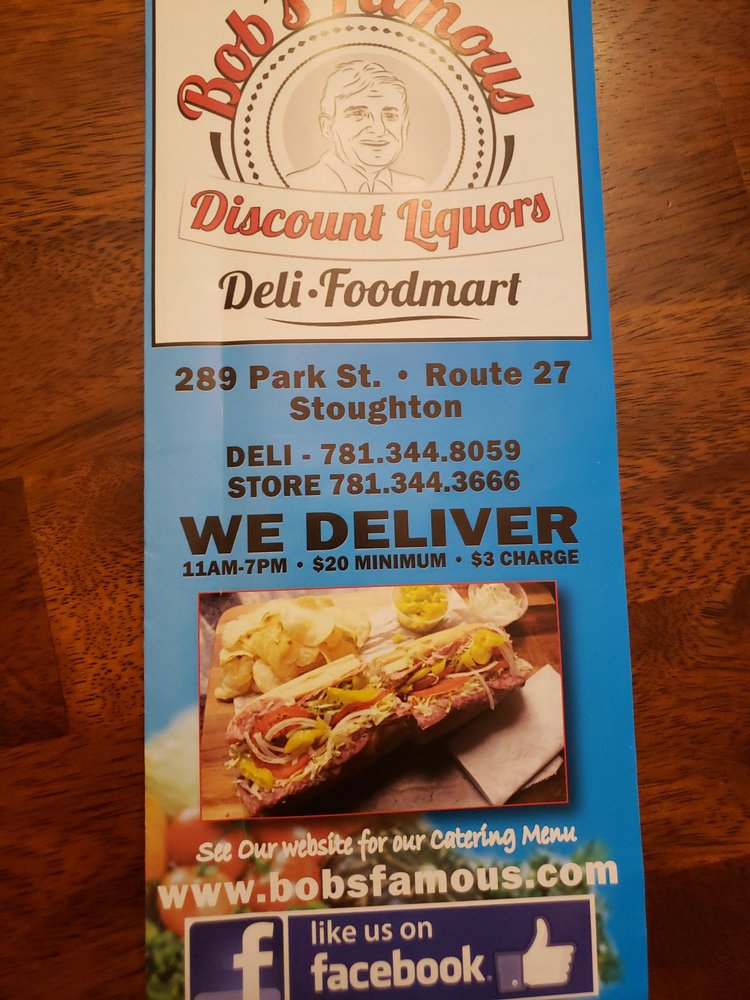 Bob's Famous
Discount Liquors
Deli • Foodmart
289 Park St. • Route 27
Stoughton
DELI - 781.344.8059
STORE 781.344.3666
WE DELIVER
11AM-7PM • $20 MINIMUM • $3 CHARGE
See Our website for our Catering Menu
www.bobsfamous.com
f
like us on
facebook.